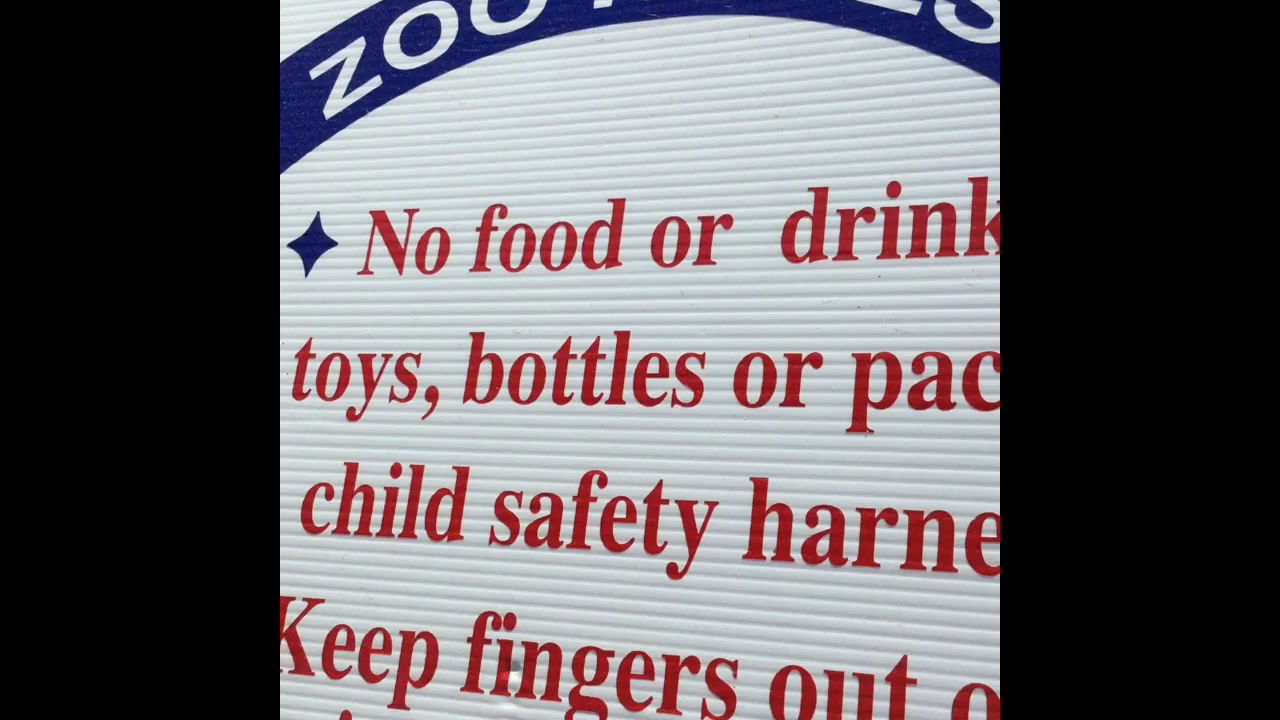 ZOO
No food or drink
toys, bottles or pac
child safety harne
Keep fingers out o